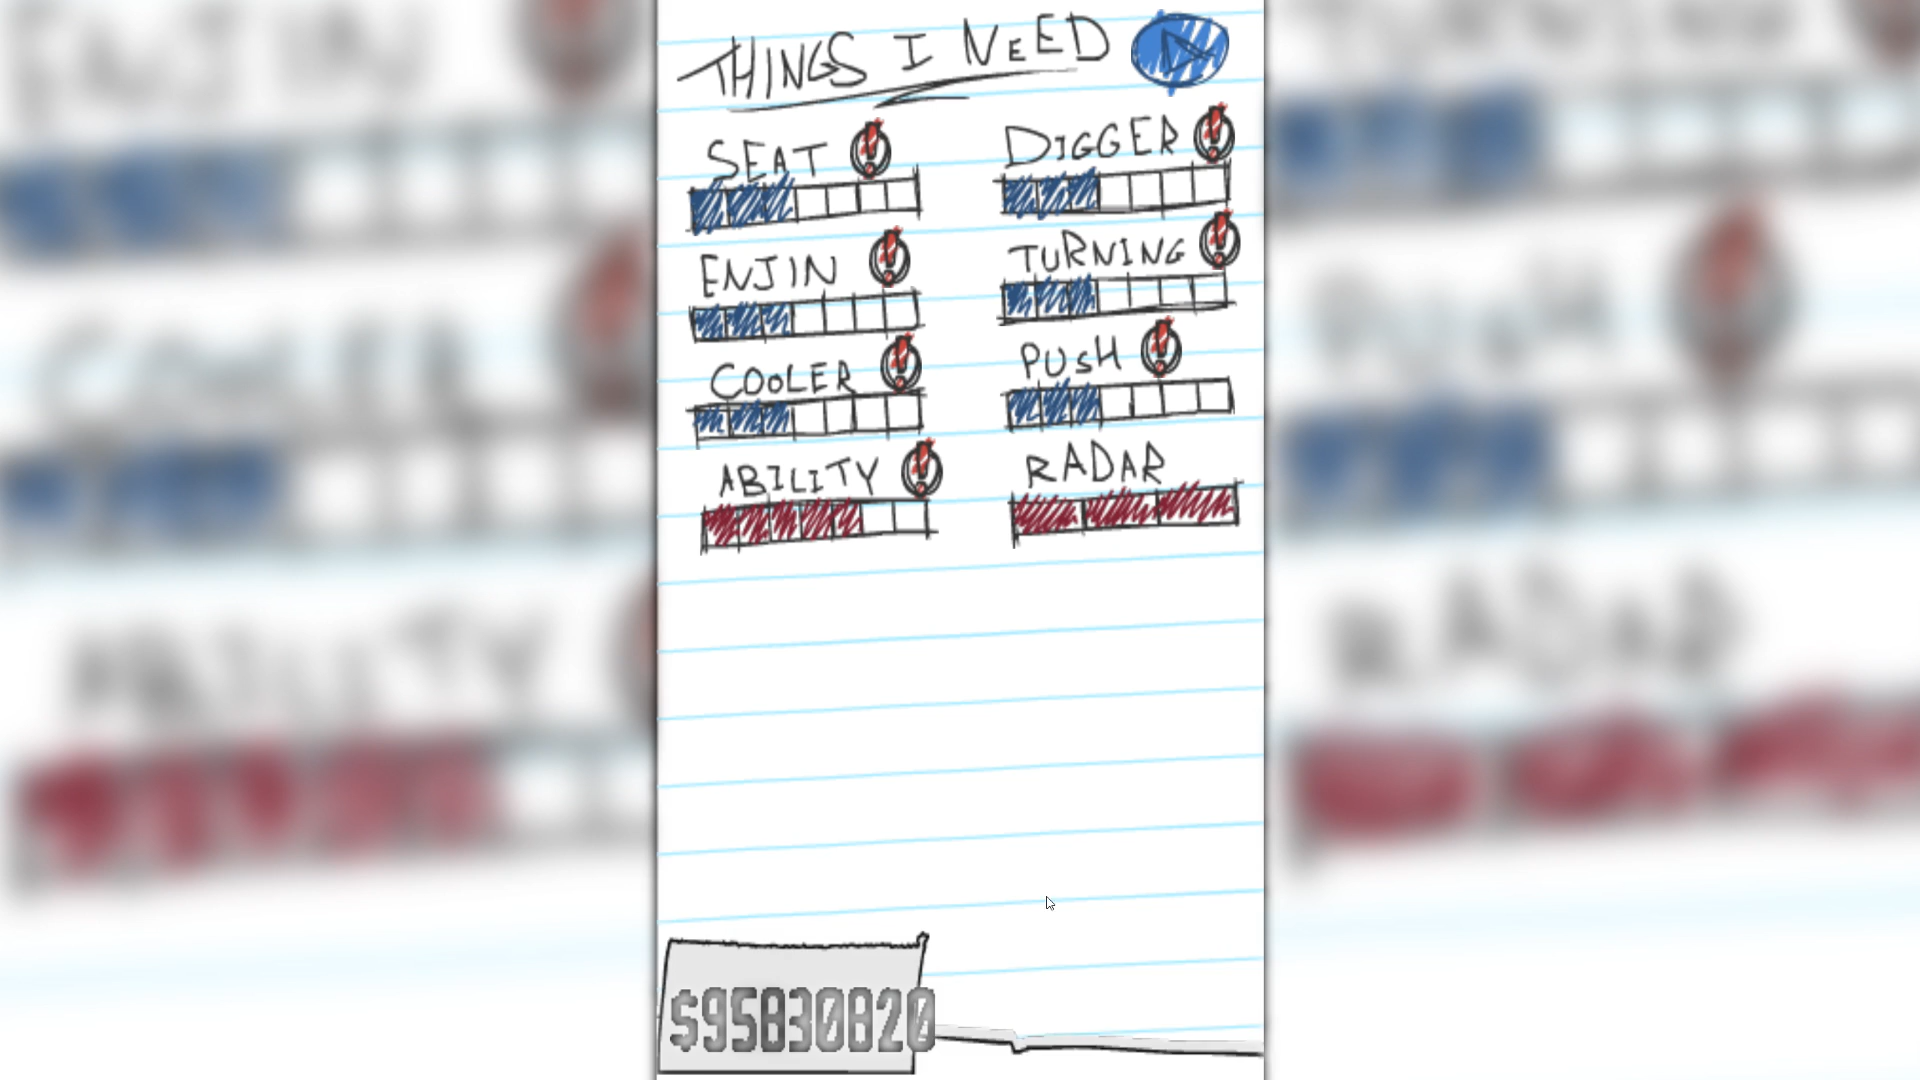 THINGS I NEED
SEAT
DIGGER
ENJIN
TURNING
COOLER
PUSH
ABILITY
RADAR
$95830820